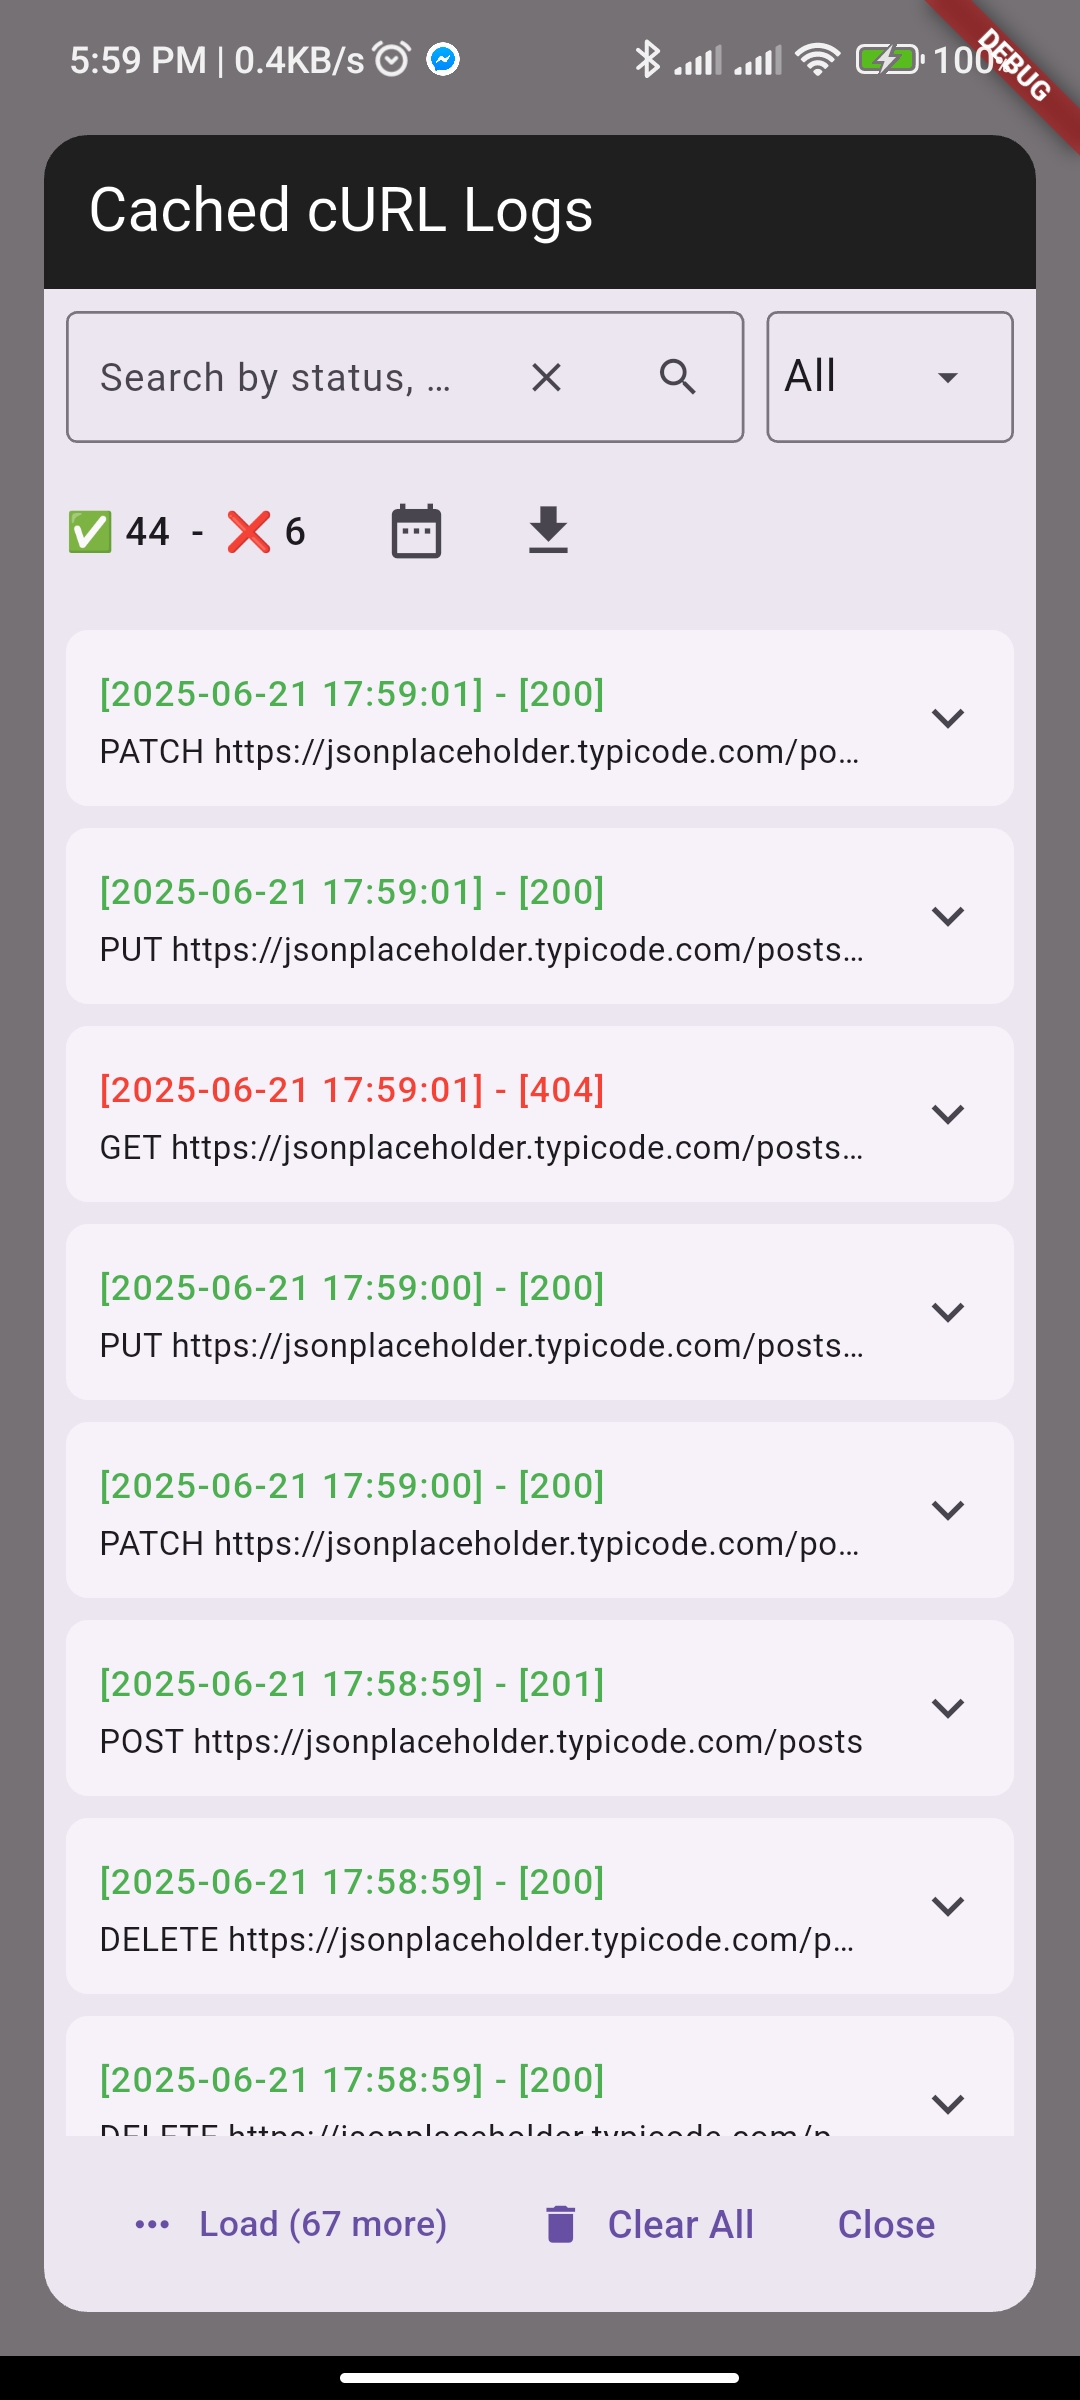 5:59 PM | 0.4KB/s
100
DEBUG
Cached cURL Logs
Search by status, …
All
✅ 44 - ❌ 6
[2025-06-21 17:59:01] - [200]
PATCH https://jsonplaceholder.typicode.com/po…
[2025-06-21 17:59:01] - [200]
PUT https://jsonplaceholder.typicode.com/posts…
[2025-06-21 17:59:01] - [404]
GET https://jsonplaceholder.typicode.com/posts…
[2025-06-21 17:59:00] - [200]
PUT https://jsonplaceholder.typicode.com/posts…
[2025-06-21 17:59:00] - [200]
PATCH https://jsonplaceholder.typicode.com/po…
[2025-06-21 17:58:59] - [201]
POST https://jsonplaceholder.typicode.com/posts
[2025-06-21 17:58:59] - [200]
DELETE https://jsonplaceholder.typicode.com/p…
[2025-06-21 17:58:59] - [200]
DELETE https://jsonplaceholder.typicode.com/p…
Load (67 more)
Clear All
Close